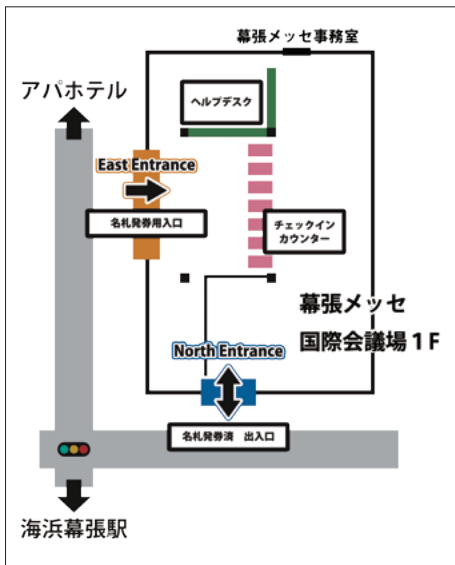 幕張メッセ事務室
アパホテル
ヘルプデスク
East Entrance
名札発券用入口
チェックイン
カウンター
幕張メッセ
国際会議場1F
North Entrance
名札発券済 出入口
海浜幕張駅